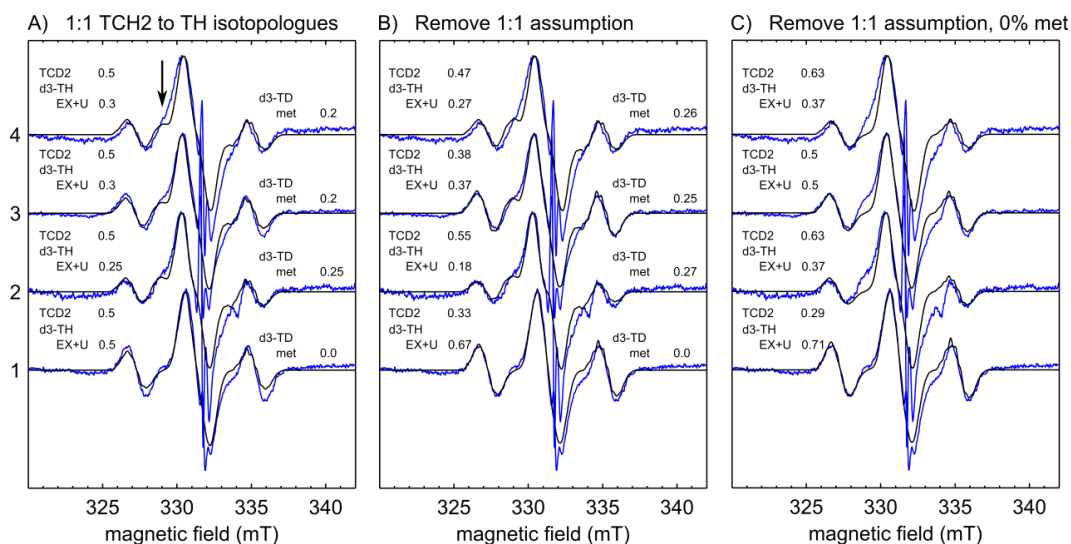 A) 1:1 TCH2 to TH isotopologues
TCD2 0.5
d3-TH
EX+U 0.3
d3-TD
met 0.2
4
TCD2 0.5
d3-TH
EX+U 0.3
d3-TD
met 0.2
3
TCD2 0.5
d3-TH
EX+U 0.25
d3-TD
met 0.25
2
TCD2 0.5
d3-TH
EX+U 0.5
d3-TD
met 0.0
1
325 330 335 340
magnetic field (mT)
B) Remove 1:1 assumption
TCD2 0.47
d3-TH
EX+U 0.27
d3-TD
met 0.26
4
TCD2 0.38
d3-TH
EX+U 0.37
d3-TD
met 0.25
3
TCD2 0.55
d3-TH
EX+U 0.18
d3-TD
met 0.27
2
TCD2 0.33
d3-TH
EX+U 0.67
d3-TD
met 0.0
1
325 330 335 340
magnetic field (mT)
C) Remove 1:1 assumption, 0% met
TCD2 0.63
d3-TH
EX+U 0.37
4
TCD2 0.5
d3-TH
EX+U 0.5
3
TCD2 0.63
d3-TH
EX+U 0.37
2
TCD2 0.29
d3-TH
EX+U 0.71
1
325 330 335 340
magnetic field (mT)